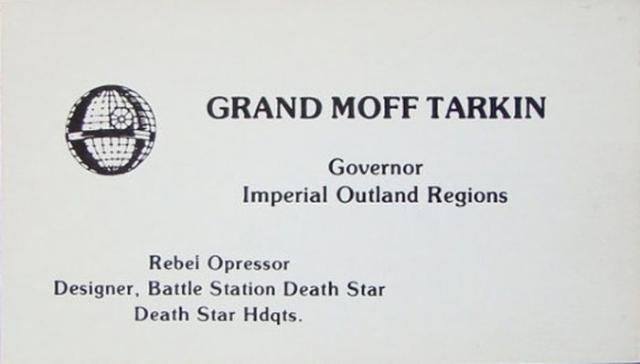 GRAND MOFF TARKIN
Governor
Imperial Outland Regions
Rebel Opressor
Designer, Battle Station Death Star
Death Star Hdqts.